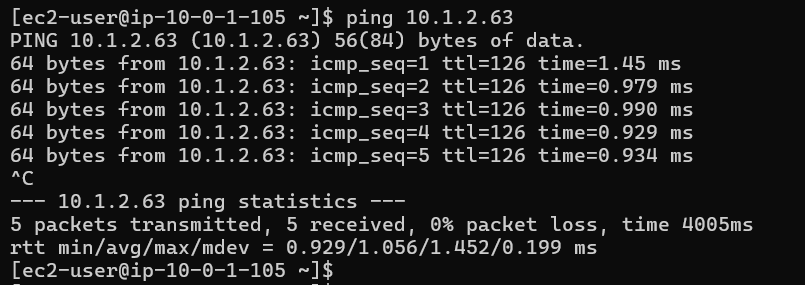 [ec2-user@ip-10-0-1-105 ~]$ ping 10.1.2.63
PING 10.1.2.63 (10.1.2.63) 56(84) bytes of data.
64 bytes from 10.1.2.63: icmp_seq=1 ttl=126 time=1.45 ms
64 bytes from 10.1.2.63: icmp_seq=2 ttl=126 time=0.979 ms
64 bytes from 10.1.2.63: icmp_seq=3 ttl=126 time=0.990 ms
64 bytes from 10.1.2.63: icmp_seq=4 ttl=126 time=0.929 ms
64 bytes from 10.1.2.63: icmp_seq=5 ttl=126 time=0.934 ms
^C
--- 10.1.2.63 ping statistics ---
5 packets transmitted, 5 received, 0% packet loss, time 4005ms
rtt min/avg/max/mdev = 0.929/1.056/1.452/0.199 ms
[ec2-user@ip-10-0-1-105 ~]$